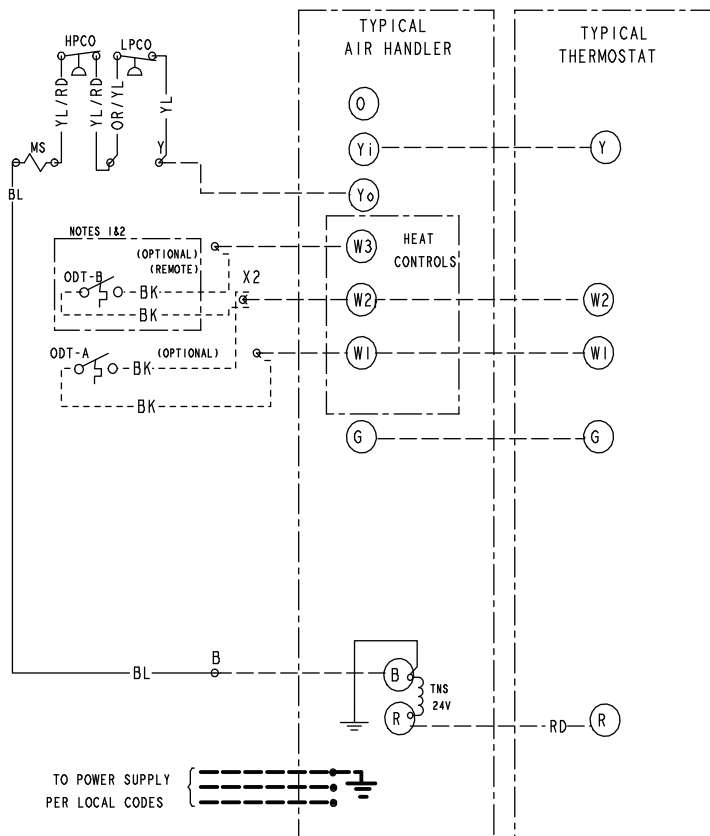 TYPICAL
AIR HANDLER
TYPICAL
THERMOSTAT
HPCO
LPCO
YL/RD
YL/RD
OR/YL
YL
MS
Y
BL
O
Yi
Y
Yo
NOTES 1&2
(OPTIONAL)
(REMOTE)
W3
HEAT
CONTROLS
ODT-B
BK
BK
X2
W2
W2
ODT-A
(OPTIONAL)
BK
BK
W1
W1
G
G
BL
B
B
TNS
24V
R
RD
R
TO POWER SUPPLY
PER LOCAL CODES